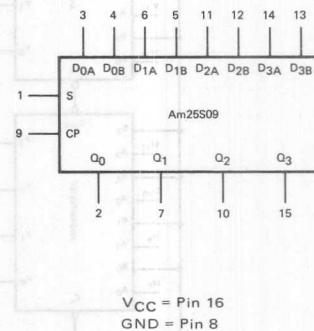 3 4 6 5 11 12 14 13
D0A D0B D1A D1B D2A D2B D3A D3B
1 S
Am25S09
9 CP
Q0 Q1 Q2 Q3
2 7 10 15
VCC = Pin 16
GND = Pin 8